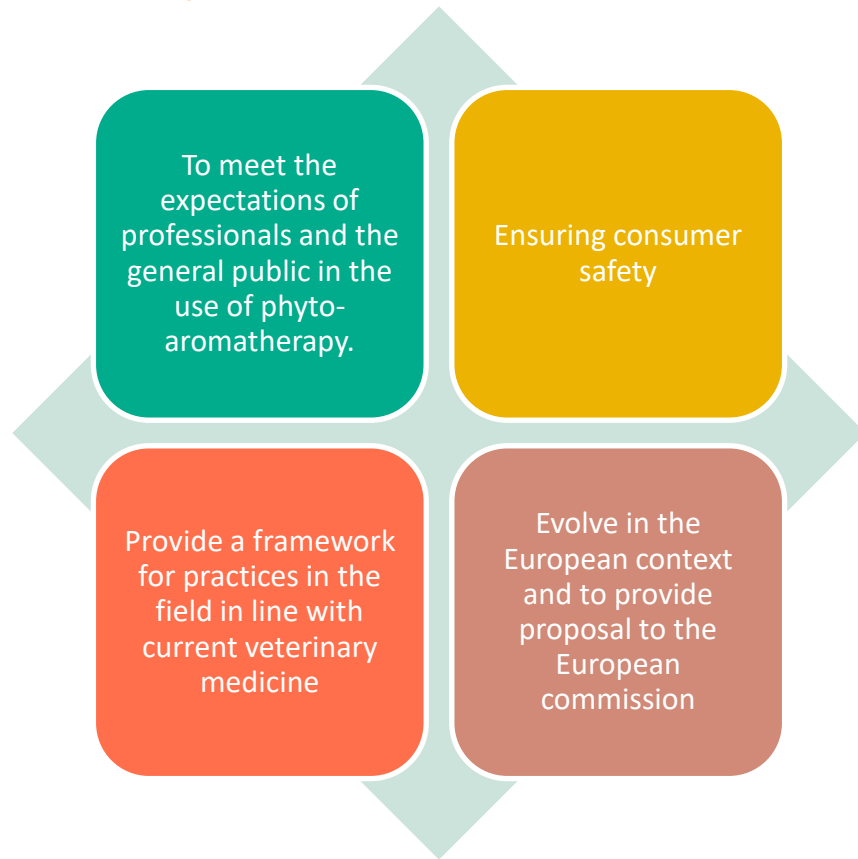 To meet the
expectations of
professionals and the
general public in the
use of phyto-
aromatherapy.
Ensuring consumer
safety
Provide a framework
for practices in the
field in line with
current veterinary
medicine
Evolve in the
European context
and to provide
proposal to the
European
commission